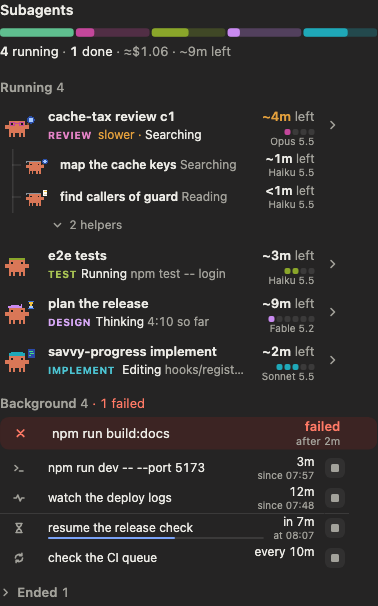 Subagents
4 running · 1 done · ≈$1.06 · ~9m left
Running 4
cache-tax review c1 ~4m left
REVIEW slower · Searching Opus 5.5
map the cache keys Searching ~1m Haiku 5.5
find callers of guard Reading <1m Haiku 5.5
2 helpers
e2e tests ~3m left
TEST Running npm test -- login Haiku 5.5
plan the release ~9m left
DESIGN Thinking 4:10 so far Fable 5.2
savvy-progress implement ~2m left
IMPLEMENT Editing hooks/regist… Sonnet 5.5
Background 4 · 1 failed
npm run build:docs failed
after 2m
npm run dev -- --port 5173 3m
since 07:57
watch the deploy logs 12m
since 07:48
resume the release check in 7m
at 08:07
check the CI queue every 10m
Ended 1